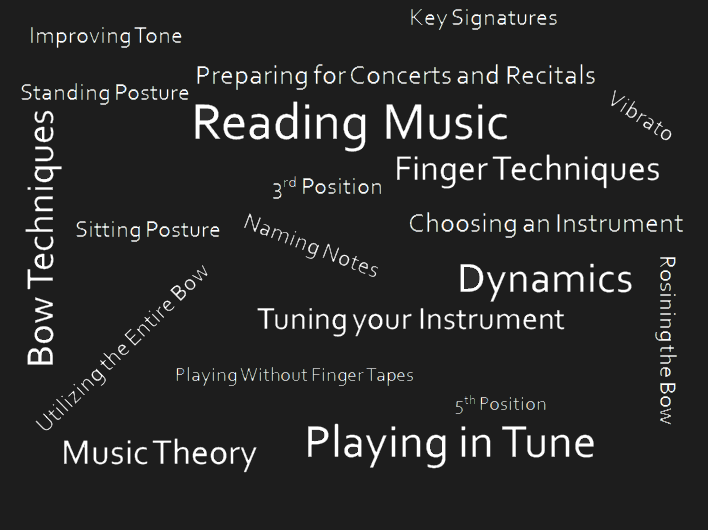 Key Signatures
Improving Tone
Preparing for Concerts and Recitals
Standing Posture
Vibrato
Reading Music
Bow Techniques
Finger Techniques
3rd Position
Choosing an Instrument
Sitting Posture
Naming Notes
Dynamics
Rosining the Bow
Utilizing the Entire Bow
Tuning your Instrument
Playing Without Finger Tapes
5th Position
Playing in Tune
Music Theory